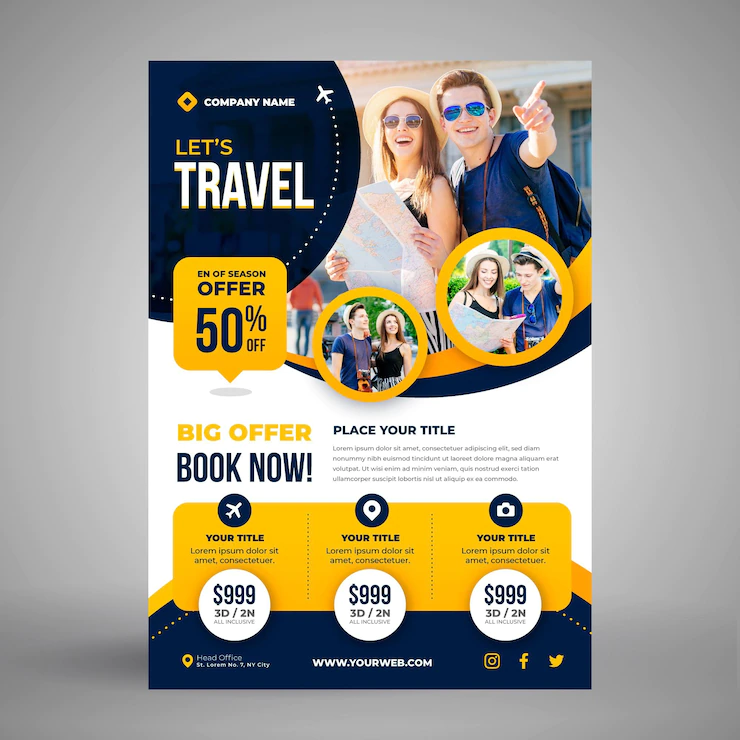 COMPANY NAME
LET'S
TRAVEL
EN OF SEASON
OFFER
50% OFF
BIG OFFER
BOOK NOW!
PLACE YOUR TITLE
Lorem ipsum dolor sit amet, consectetuer adipiscing elit, sed diam
nonummy nibh euismod tincidunt ut laoreet dolore magna aliquam erat
volutpat. Ut wisi enim ad minim veniam, quis nostrud exerci tation
ullamcorper suscipit lobortis nisl ut aliquip ex ea commodo consequat.
YOUR TITLE
Lorem ipsum dolor sit
amet, consectetuer.
$999
3D / 2N
ALL INCLUSIVE
YOUR TITLE
Lorem ipsum dolor sit
amet, consectetuer.
$999
3D / 2N
ALL INCLUSIVE
YOUR TITLE
Lorem ipsum dolor sit
amet, consectetuer.
$999
3D / 2N
ALL INCLUSIVE
Head Office
St. Lorem No. 7, NY City
WWW.YOURWEB.COM